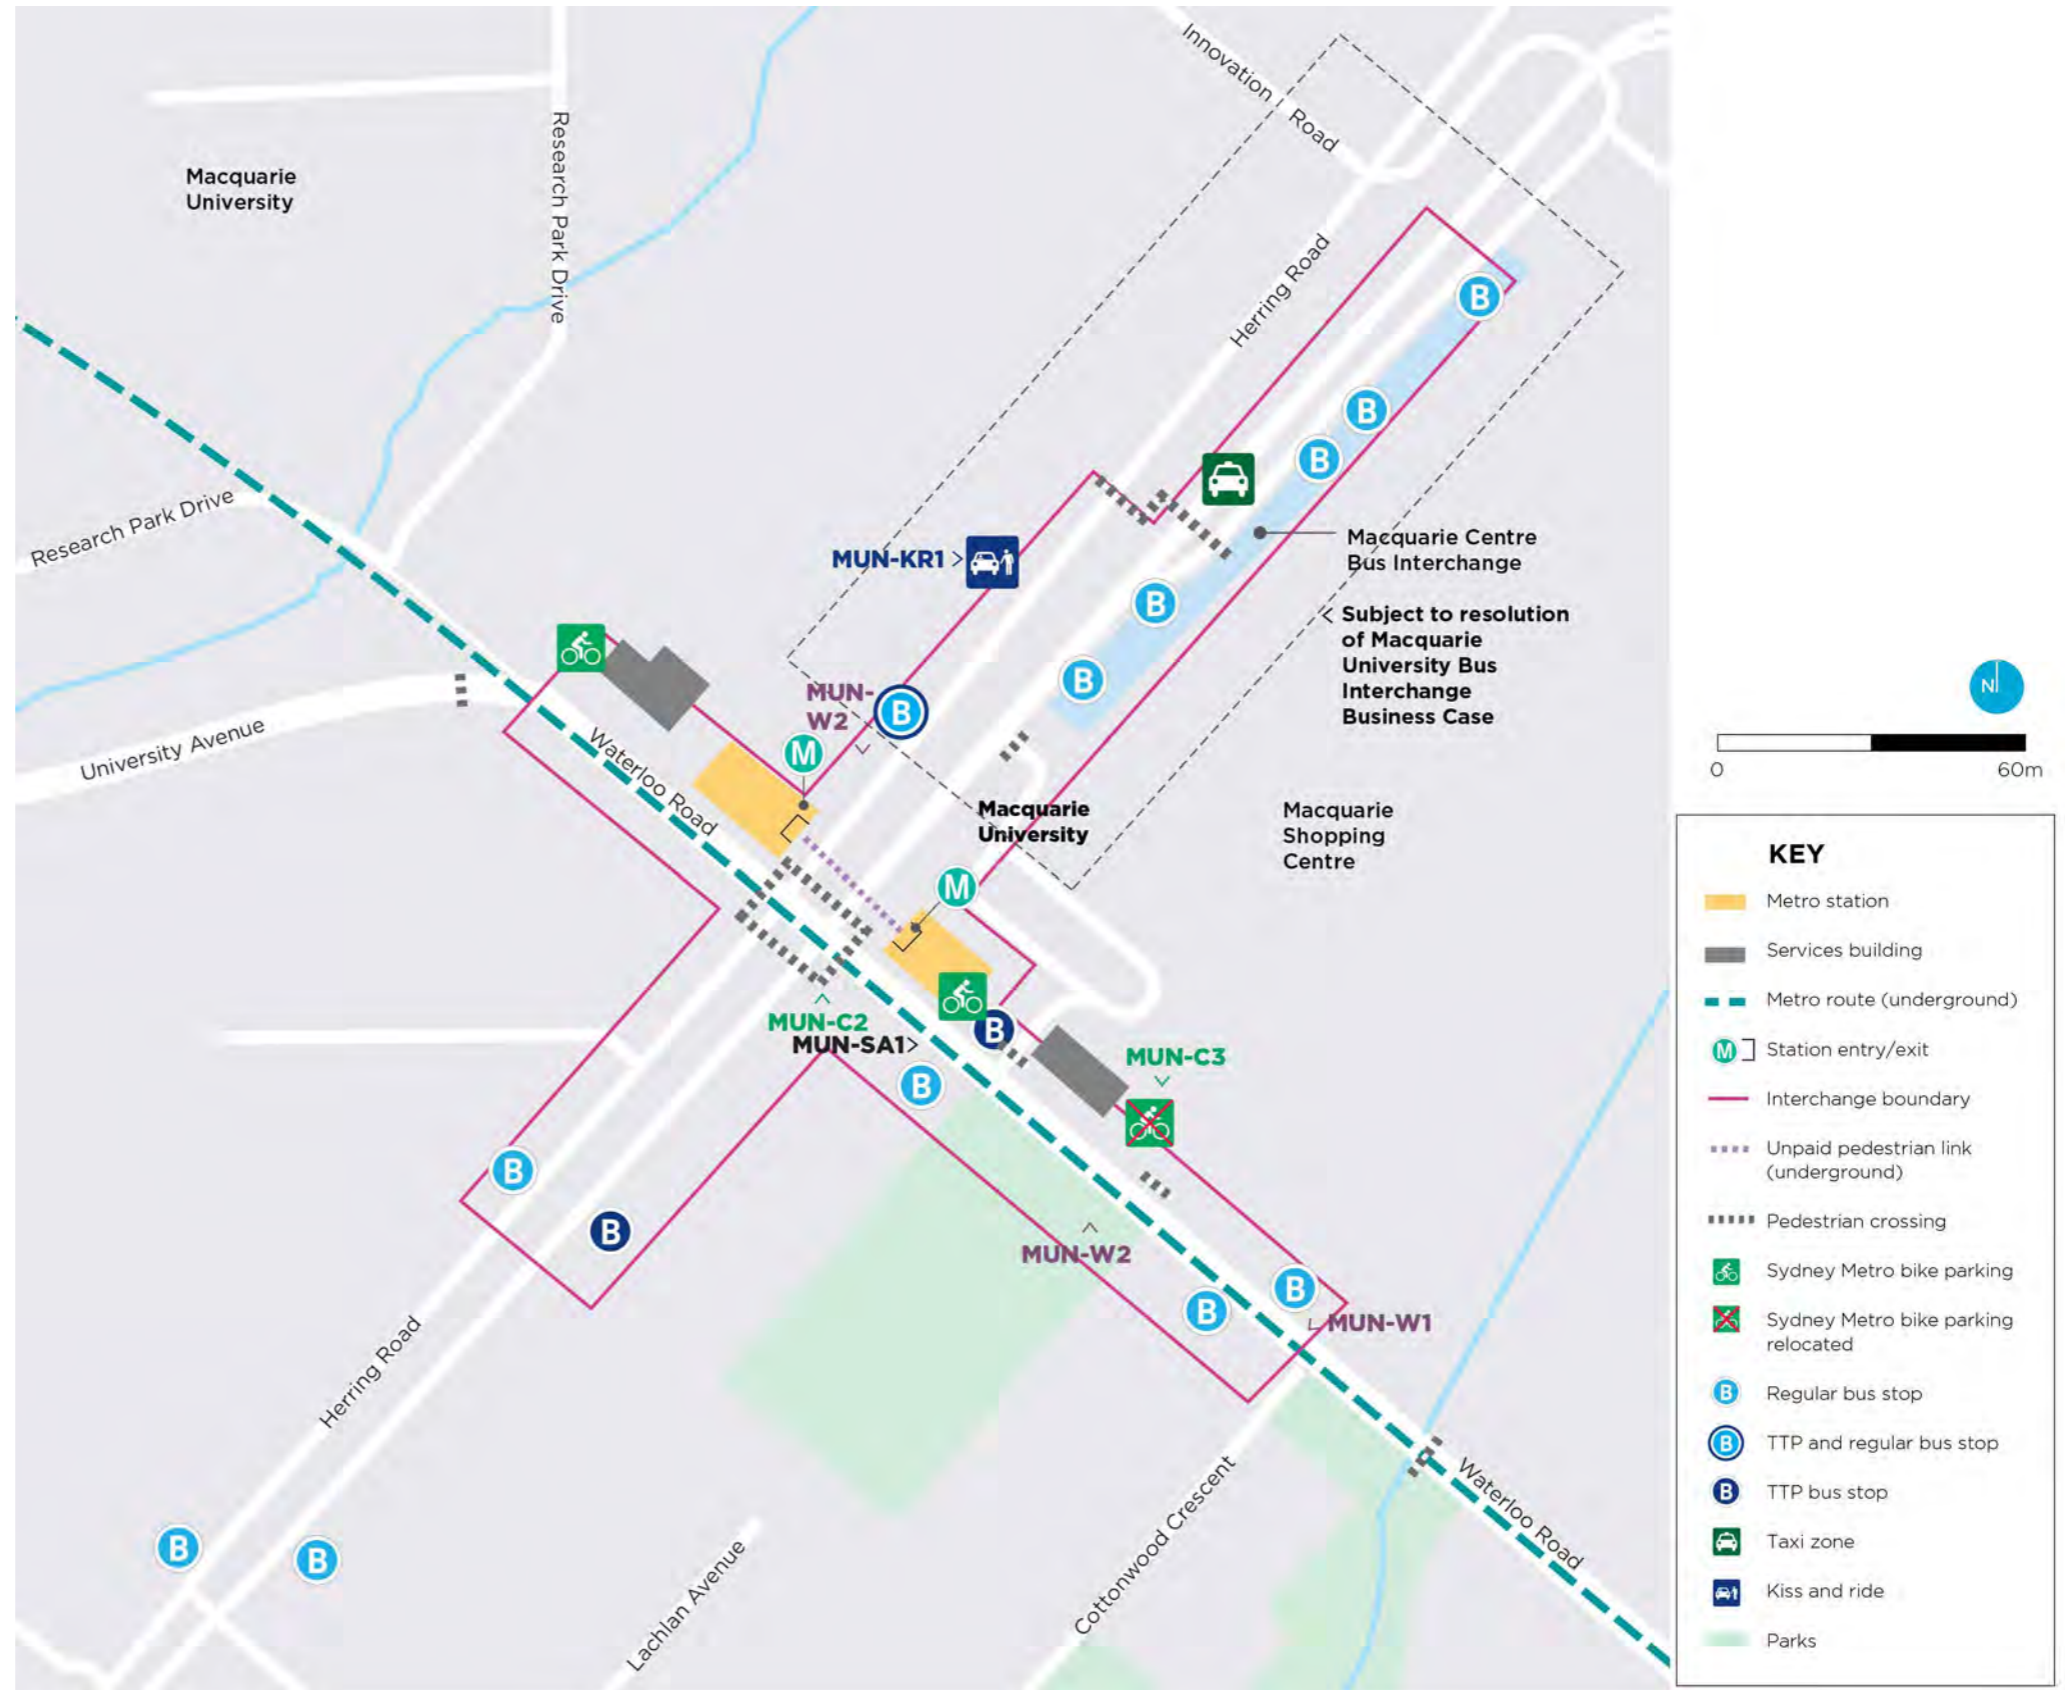 Innovation
Road
Research Park Drive
Macquarie
University
Herring Road
B
B
B
Research Park Drive
Macquarie Centre
Bus Interchange
MUN-KR1 >
B
< Subject to resolution
of Macquarie
University Bus
Interchange
Business Case
B
MUN-
W2
B
M
University Avenue
Waterloo Road
Macquarie
University
Macquarie
Shopping
Centre
M
MUN-C2
MUN-SA1>
B
B
MUN-C3
B
B
MUN-W2
B
B
MUN-W1
Herring Road
B
B
Lachlan Avenue
Cottonwood Crescent
Waterloo Road
N
0 60m
KEY
Metro station
Services building
Metro route (underground)
M Station entry/exit
Interchange boundary
Unpaid pedestrian link
(underground)
Pedestrian crossing
Sydney Metro bike parking
Sydney Metro bike parking
relocated
B Regular bus stop
B TTP and regular bus stop
B TTP bus stop
Taxi zone
Kiss and ride
Parks